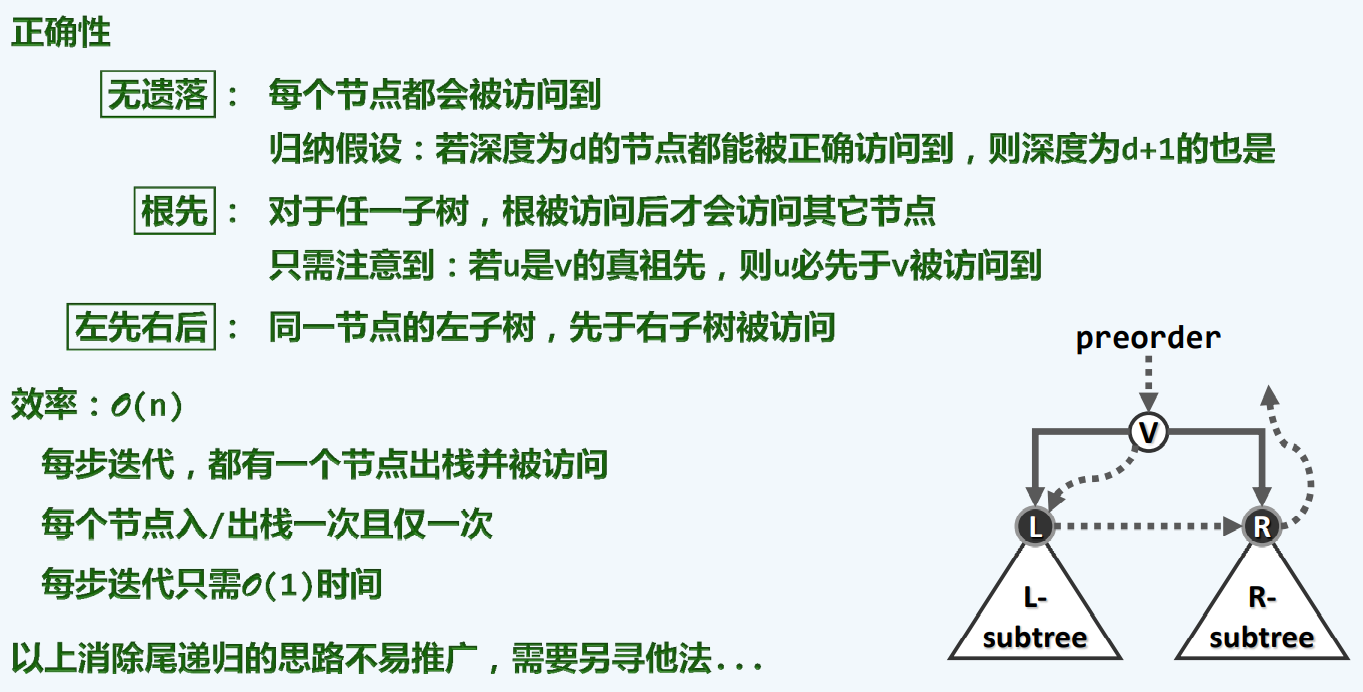 正确性
无遗落： 每个节点都会被访问到
归纳假设：若深度为d的节点都能被正确访问到，则深度为d+1的也是
根先： 对于任一子树，根被访问后才会访问其它节点
只需注意到：若u是v的真祖先，则u必先于v被访问到
左先右后： 同一节点的左子树，先于右子树被访问
效率：O(n)
每步迭代，都有一个节点出栈并被访问
每个节点入/出栈一次且仅一次
每步迭代只需O(1)时间
以上消除尾递归的思路不易推广，需要另寻他法...
preorder
V
L
R
L-
subtree
R-
subtree